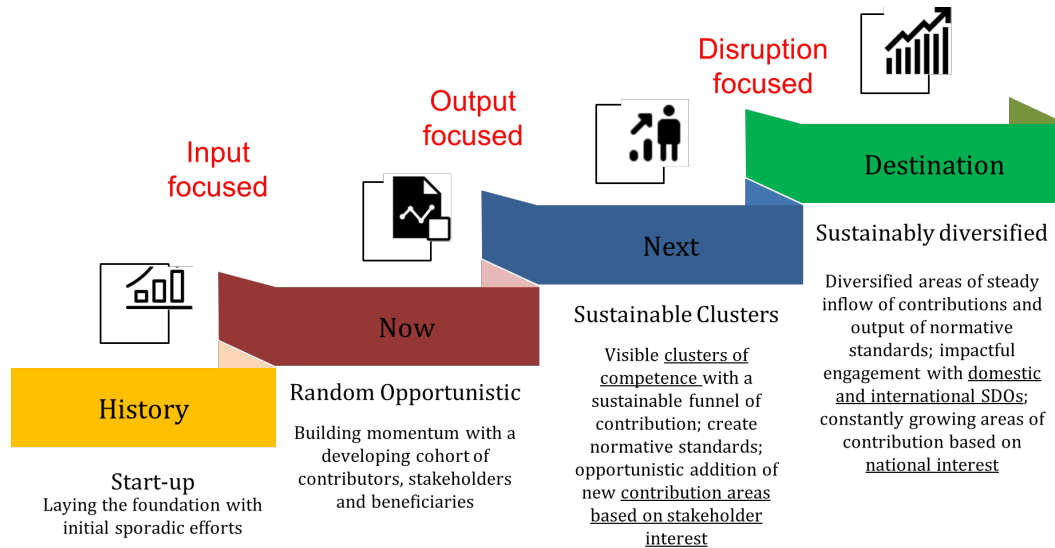 Input
focused
Output
focused
Disruption
focused
History
Start-up
Laying the foundation with
initial sporadic efforts
Now
Random Opportunistic
Building momentum with a
developing cohort of
contributors, stakeholders
and beneficiaries
Next
Sustainable Clusters
Visible clusters of
competence with a
sustainable funnel of
contribution; create
normative standards;
opportunistic addition of
new contribution areas
based on stakeholder
interest
Destination
Sustainably diversified
Diversified areas of steady
inflow of contributions and
output of normative
standards; impactful
engagement with domestic
and international SDOs;
constantly growing areas
of contribution based on
national interest